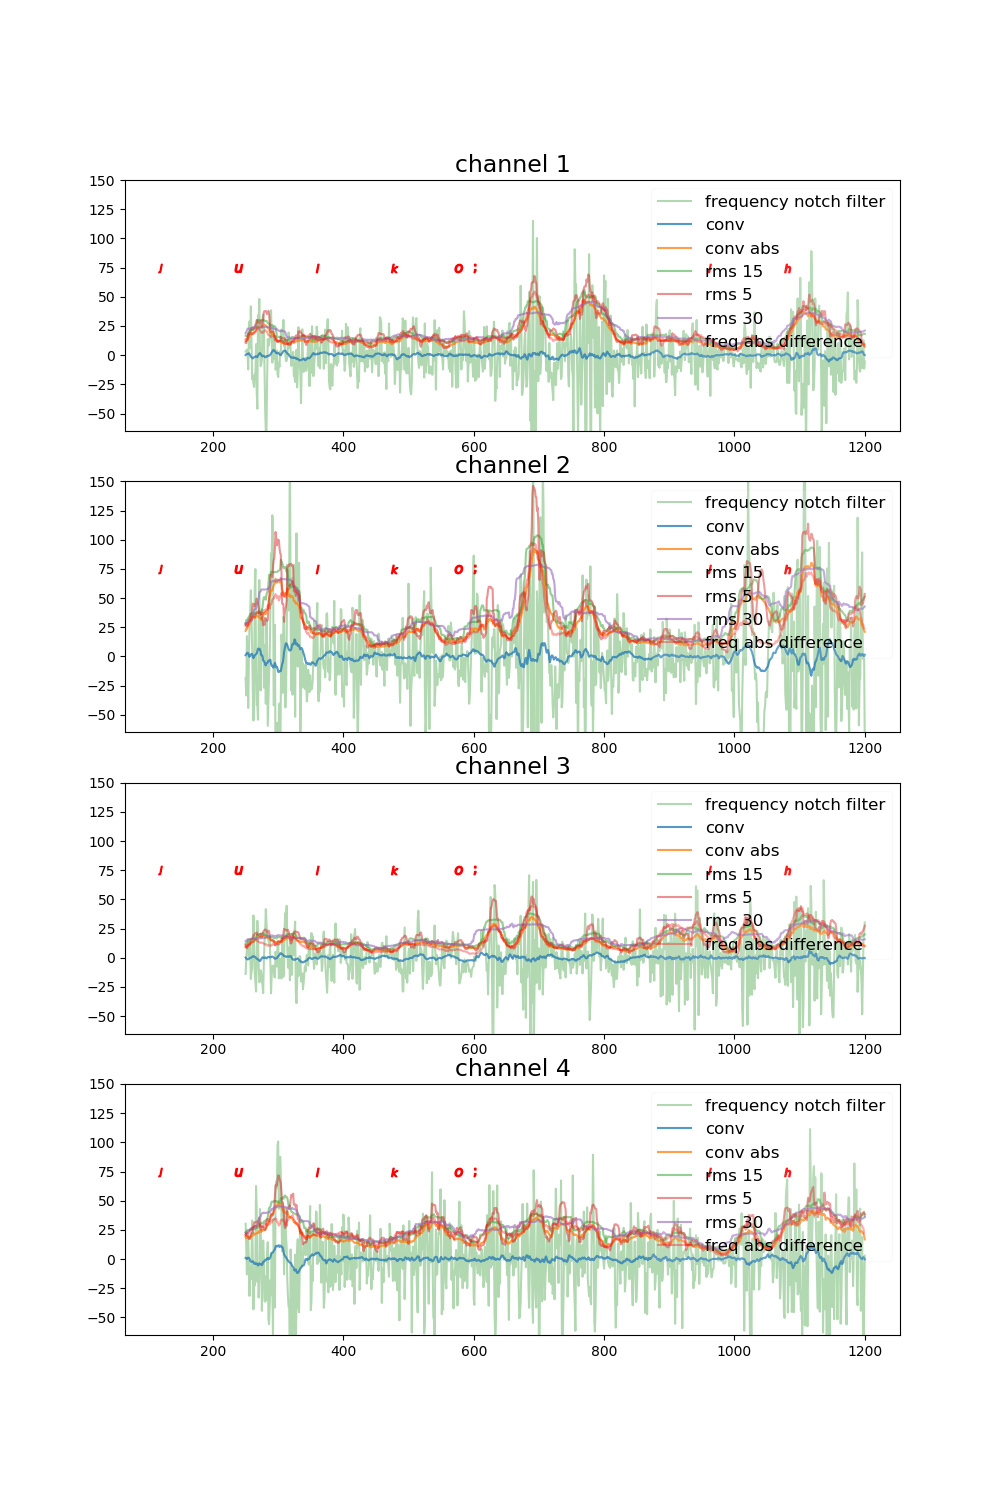 channel 1
150
125
100
75
50
25
0
−25
−50
J u l k o ; h
frequency notch filter
conv
conv abs
rms 15
rms 5
rms 30
freq abs difference
200 400 600 800 1000 1200
channel 2
150
125
100
75
50
25
0
−25
−50
J u l k o ; h
frequency notch filter
conv
conv abs
rms 15
rms 5
rms 30
freq abs difference
200 400 600 800 1000 1200
channel 3
150
125
100
75
50
25
0
−25
−50
J u l k o ; h
frequency notch filter
conv
conv abs
rms 15
rms 5
rms 30
freq abs difference
200 400 600 800 1000 1200
channel 4
150
125
100
75
50
25
0
−25
−50
J u l k o ; h
frequency notch filter
conv
conv abs
rms 15
rms 5
rms 30
freq abs difference
200 400 600 800 1000 1200